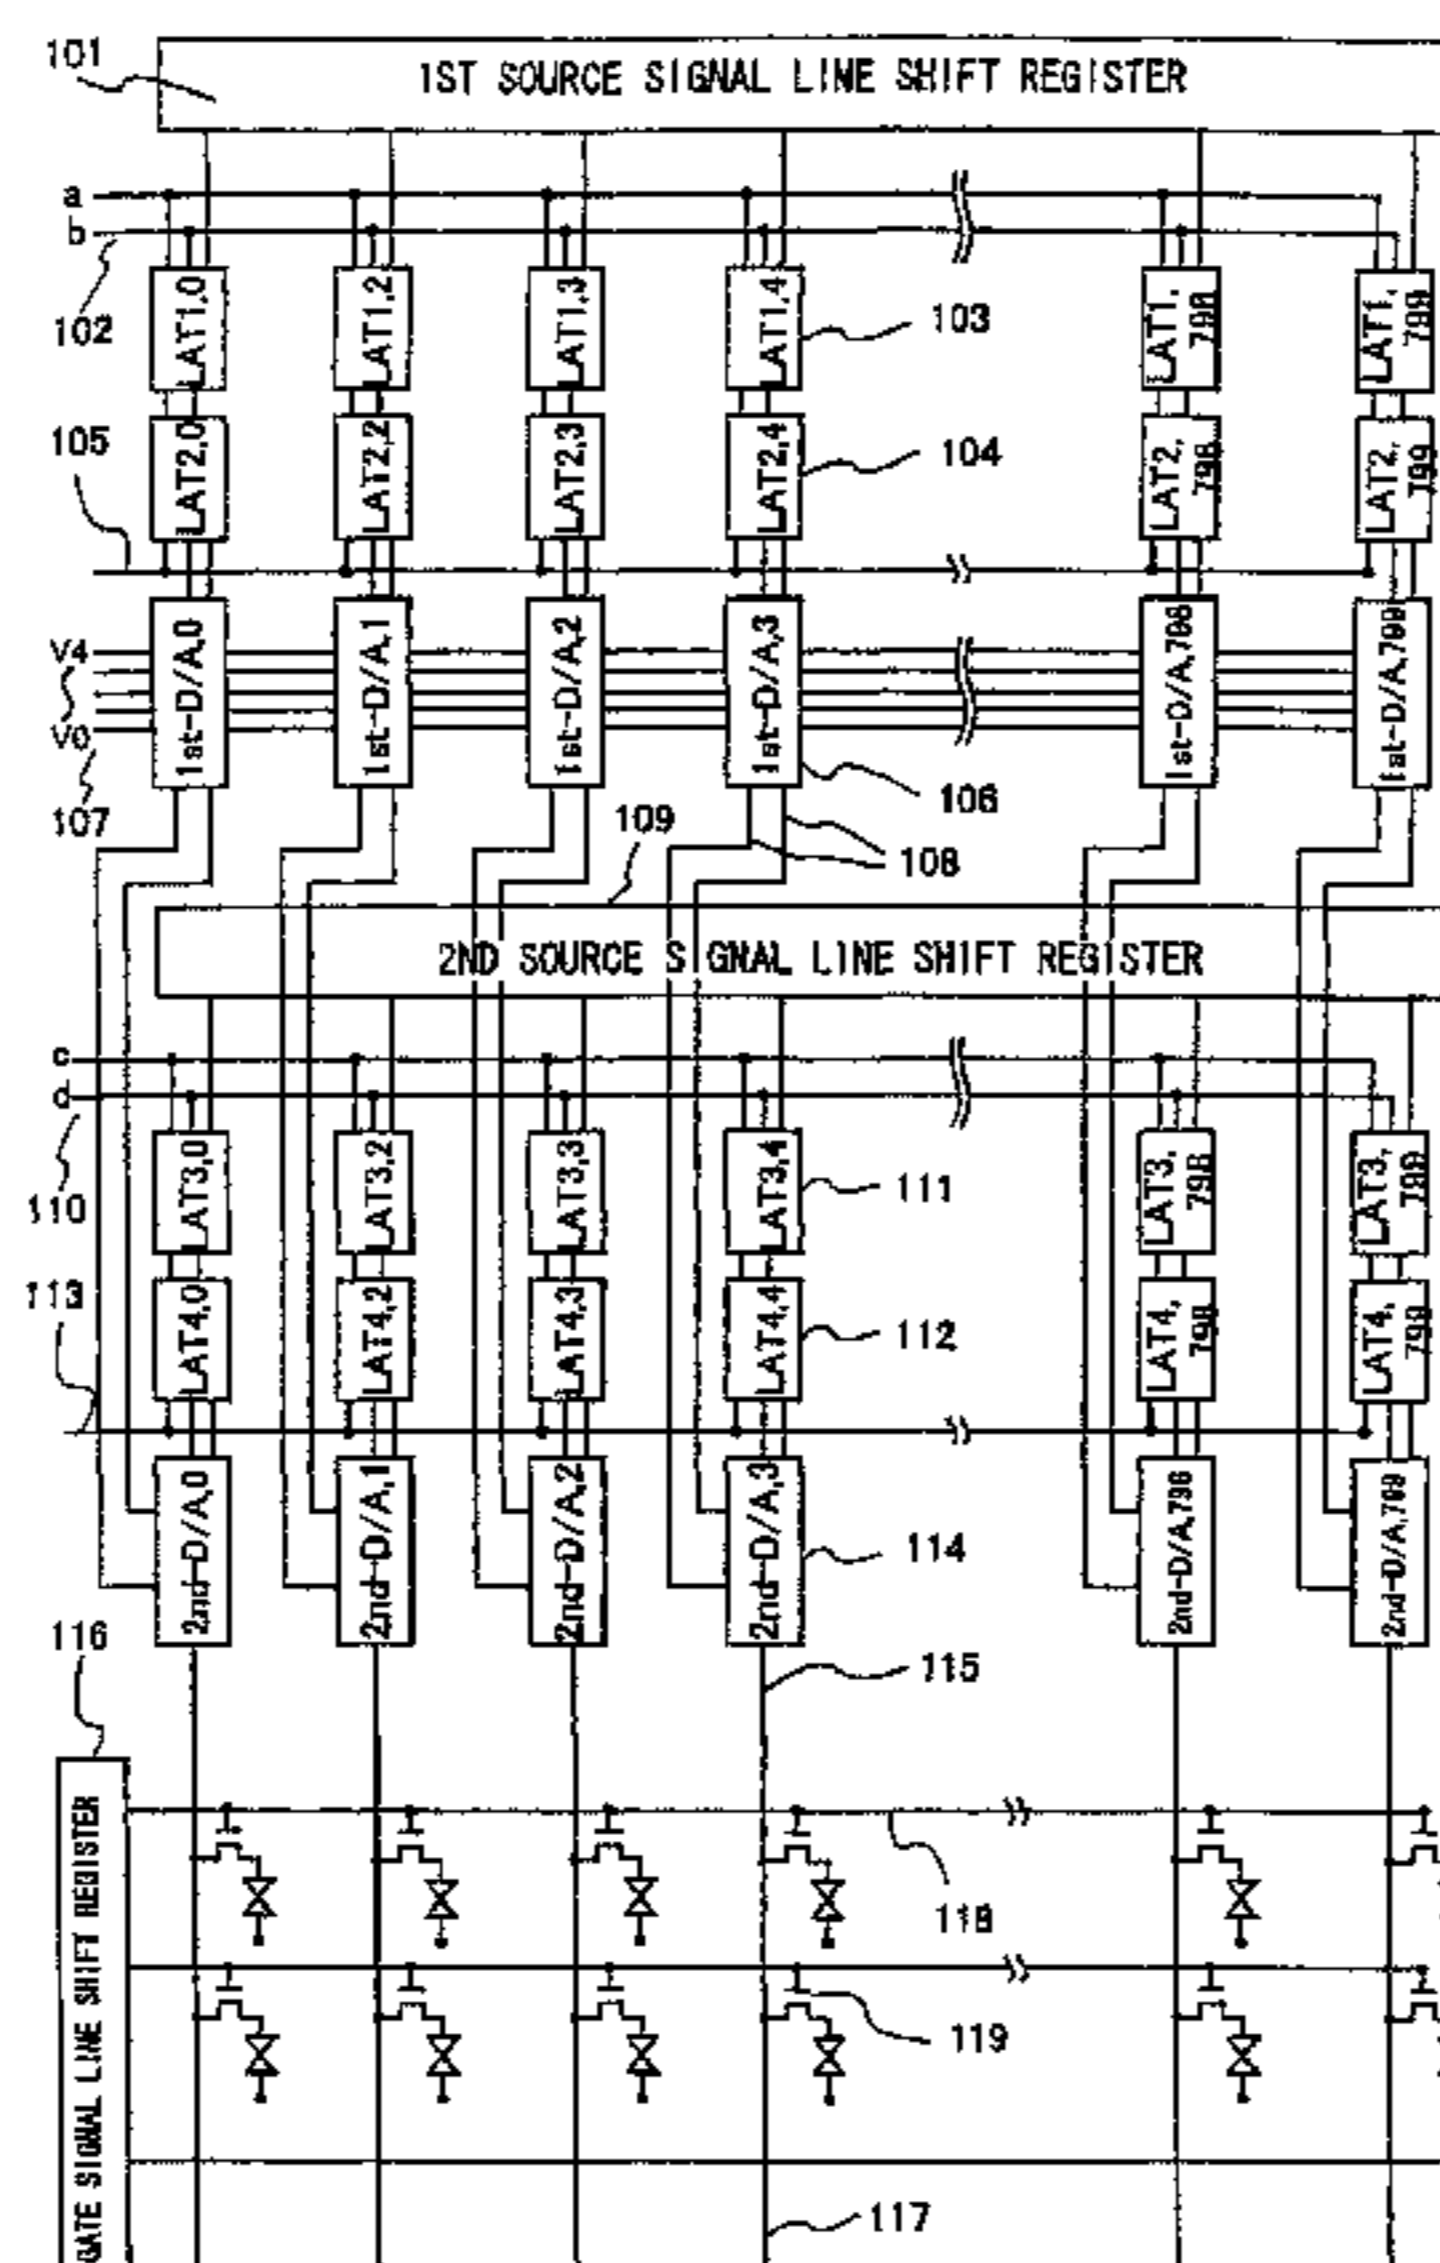 101
1ST SOURCE SIGNAL LINE SHIFT REGISTER
a
b
102
LAT1,0
LAT1,2
LAT1,3
LAT1,4
103
LAT1, 798
LAT1, 799
105
LAT2,0
LAT2,2
LAT2,3
LAT2,4
104
LAT2, 798
LAT2, 799
V4
V0
107
1st-D/A,0
1st-D/A,1
1st-D/A,2
1st-D/A,3
106
1st-D/A,798
1st-D/A,799
109
108
2ND SOURCE SIGNAL LINE SHIFT REGISTER
c
d
110
LAT3,0
LAT3,2
LAT3,3
LAT3,4
111
LAT3, 798
LAT3, 799
113
LAT4,0
LAT4,2
LAT4,3
LAT4,4
112
LAT4, 798
LAT4, 799
2nd-D/A,0
2nd-D/A,1
2nd-D/A,2
2nd-D/A,3
114
2nd-D/A,798
2nd-D/A,799
116
115
GATE SIGNAL LINE SHIFT REGISTER
118
119
117